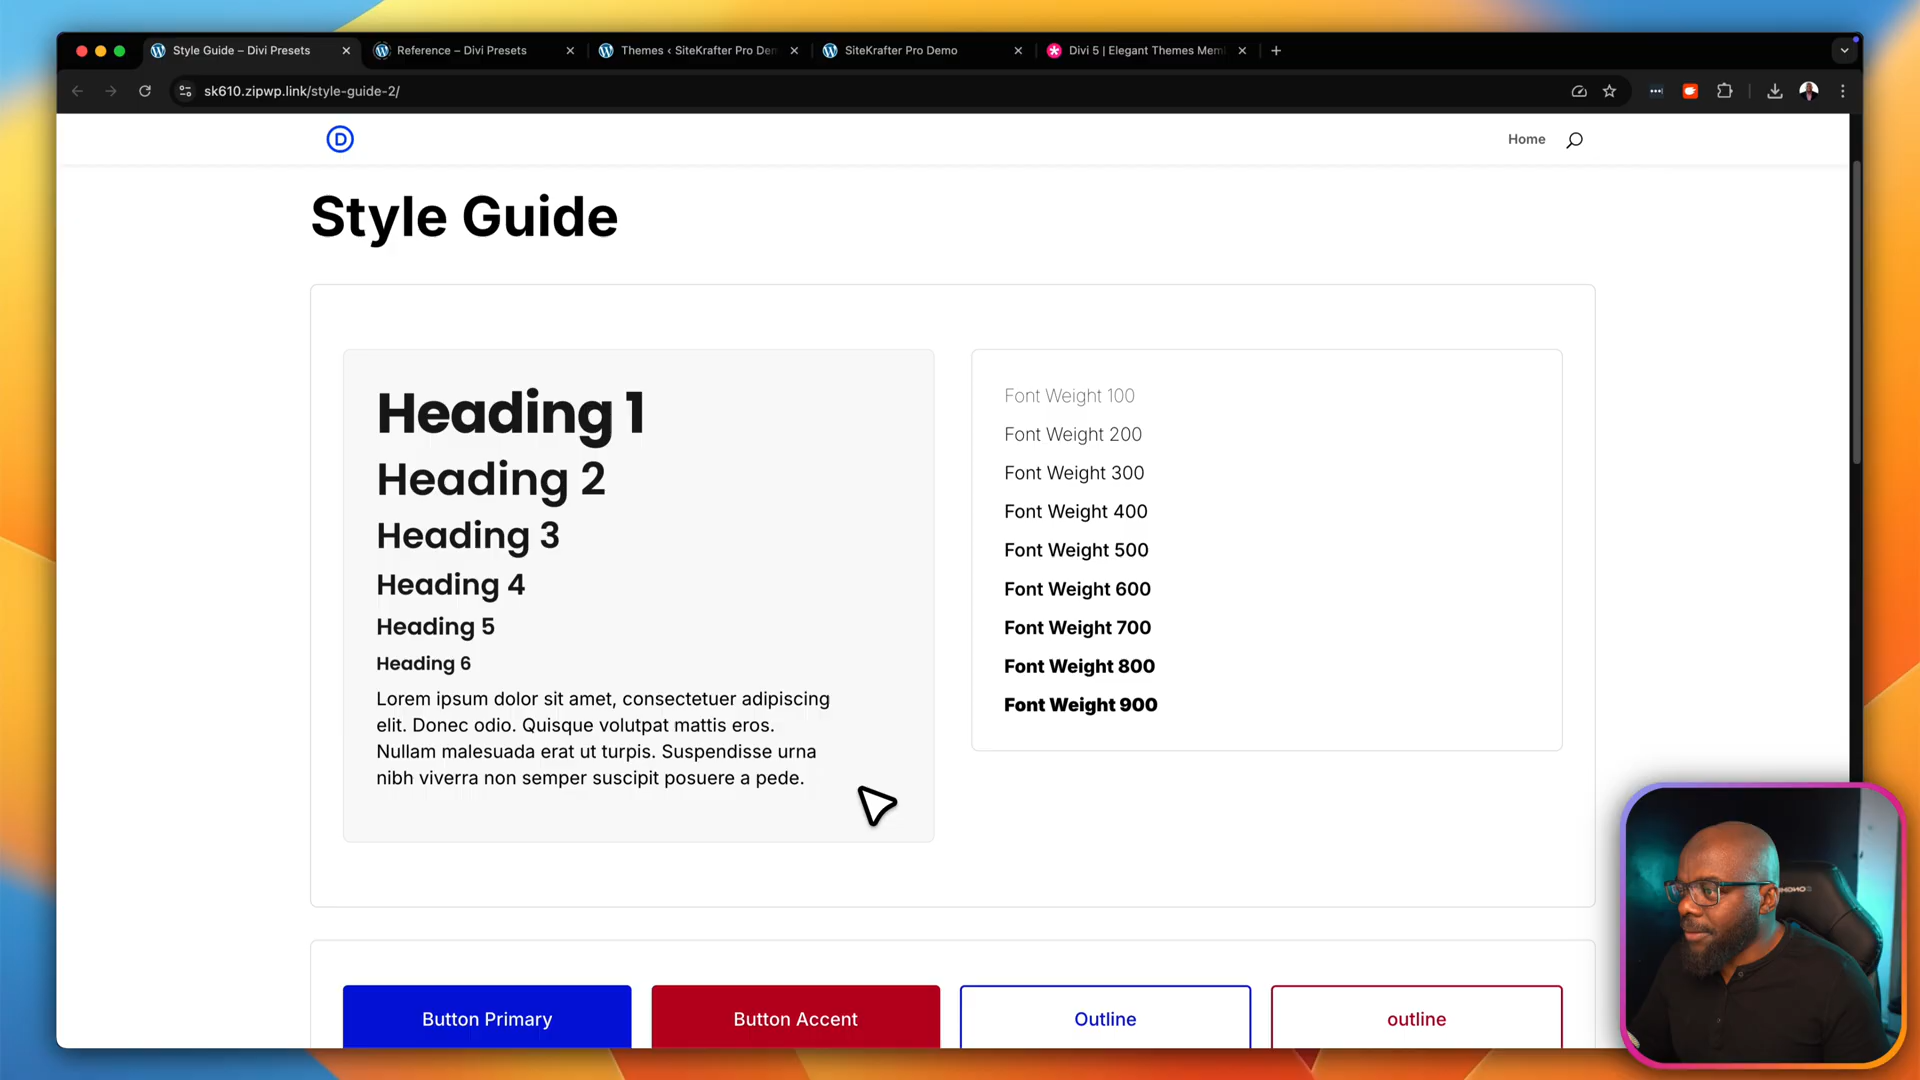 Style Guide – Divi Presets
Reference – Divi Presets
Themes ‹ SiteKrafter Pro Dem
SiteKrafter Pro Demo
Divi 5 | Elegant Themes Mem
sk610.zipwp.link/style-guide-2/
D
Home
Style Guide
Heading 1
Heading 2
Heading 3
Heading 4
Heading 5
Heading 6
Lorem ipsum dolor sit amet, consectetuer adipiscing
elit. Donec odio. Quisque volutpat mattis eros.
Nullam malesuada erat ut turpis. Suspendisse urna
nibh viverra non semper suscipit posuere a pede.
Font Weight 100
Font Weight 200
Font Weight 300
Font Weight 400
Font Weight 500
Font Weight 600
Font Weight 700
Font Weight 800
Font Weight 900
Button Primary
Button Accent
Outline
outline